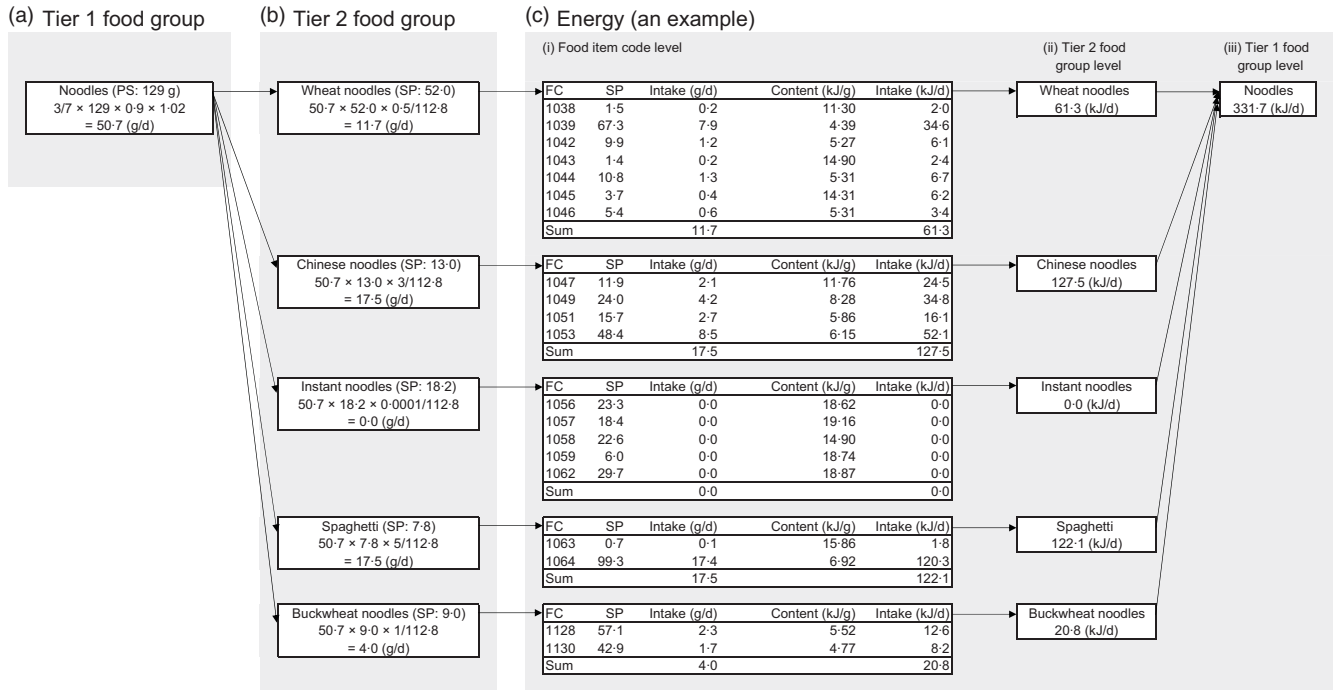 (a) Tier 1 food group
(b) Tier 2 food group
(c) Energy (an example)
(i) Food item code level
(ii) Tier 2 food
group level
(iii) Tier 1 food
group level
Noodles (PS: 129 g)
3/7 × 129 × 0·9 × 1·02
= 50·7 (g/d)
Wheat noodles (SP: 52·0)
50·7 × 52·0 × 0·5/112·8
= 11·7 (g/d)
FC SP Intake (g/d) Content (kJ/g) Intake (kJ/d)
1038 1·5 0·2 11·30 2·0
1039 67·3 7·9 4·39 34·6
1042 9·9 1·2 5·27 6·1
1043 1·4 0·2 14·90 2·4
1044 10·8 1·3 5·31 6·7
1045 3·7 0·4 14·31 6·2
1046 5·4 0·6 5·31 3·4
Sum 11·7 61·3
Wheat noodles
61·3 (kJ/d)
Noodles
331·7 (kJ/d)
Chinese noodles (SP: 13·0)
50·7 × 13·0 × 3/112·8
= 17·5 (g/d)
FC SP Intake (g/d) Content (kJ/g) Intake (kJ/d)
1047 11·9 2·1 11·76 24·5
1049 24·0 4·2 8·28 34·8
1051 15·7 2·7 5·86 16·1
1053 48·4 8·5 6·15 52·1
Sum 17·5 127·5
Chinese noodles
127·5 (kJ/d)
Instant noodles (SP: 18·2)
50·7 × 18·2 × 0·0001/112·8
= 0·0 (g/d)
FC SP Intake (g/d) Content (kJ/g) Intake (kJ/d)
1056 23·3 0·0 18·62 0·0
1057 18·4 0·0 19·16 0·0
1058 22·6 0·0 14·90 0·0
1059 6·0 0·0 18·74 0·0
1062 29·7 0·0 18·87 0·0
Sum 0·0 0·0
Instant noodles
0·0 (kJ/d)
Spaghetti (SP: 7·8)
50·7 × 7·8 × 5/112·8
= 17·5 (g/d)
FC SP Intake (g/d) Content (kJ/g) Intake (kJ/d)
1063 0·7 0·1 15·86 1·8
1064 99·3 17·4 6·92 120·3
Sum 17·5 122·1
Spaghetti
122·1 (kJ/d)
Buckwheat noodles (SP: 9·0)
50·7 × 9·0 × 1/112·8
= 4·0 (g/d)
FC SP Intake (g/d) Content (kJ/g) Intake (kJ/d)
1128 57·1 2·3 5·52 12·6
1130 42·9 1·7 4·77 8·2
Sum 4·0 20·8
Buckwheat noodles
20·8 (kJ/d)